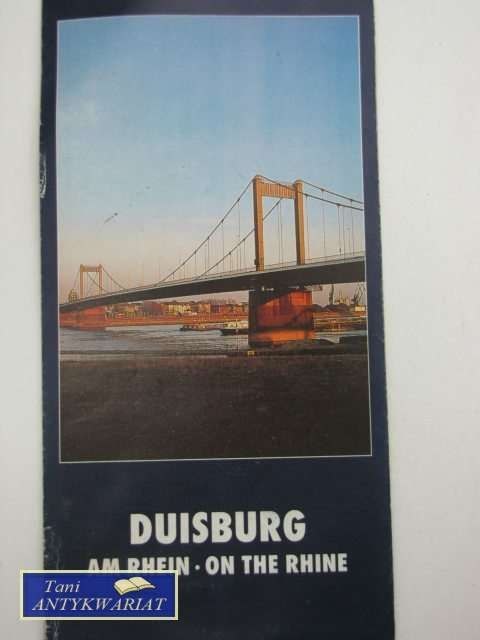 DUISBURG
AM RHEIN · ON THE RHINE
Tani
ANTYKWARIAT